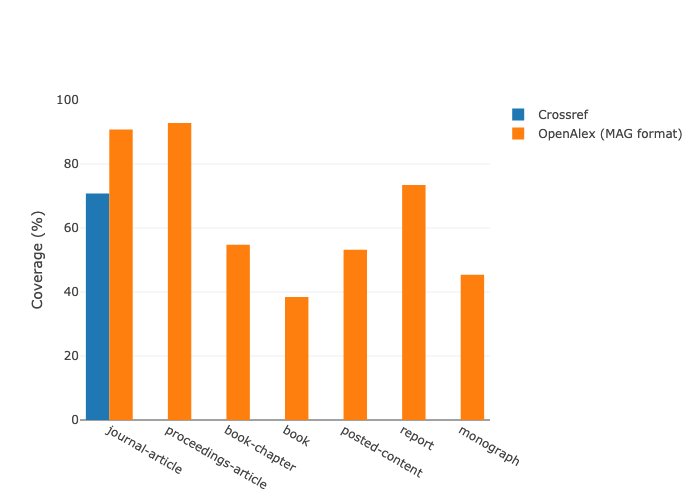 100
80
60
40
20
0
Coverage (%)
journal-article
proceedings-article
book-chapter
book
posted-content
report
monograph
Crossref
OpenAlex (MAG format)